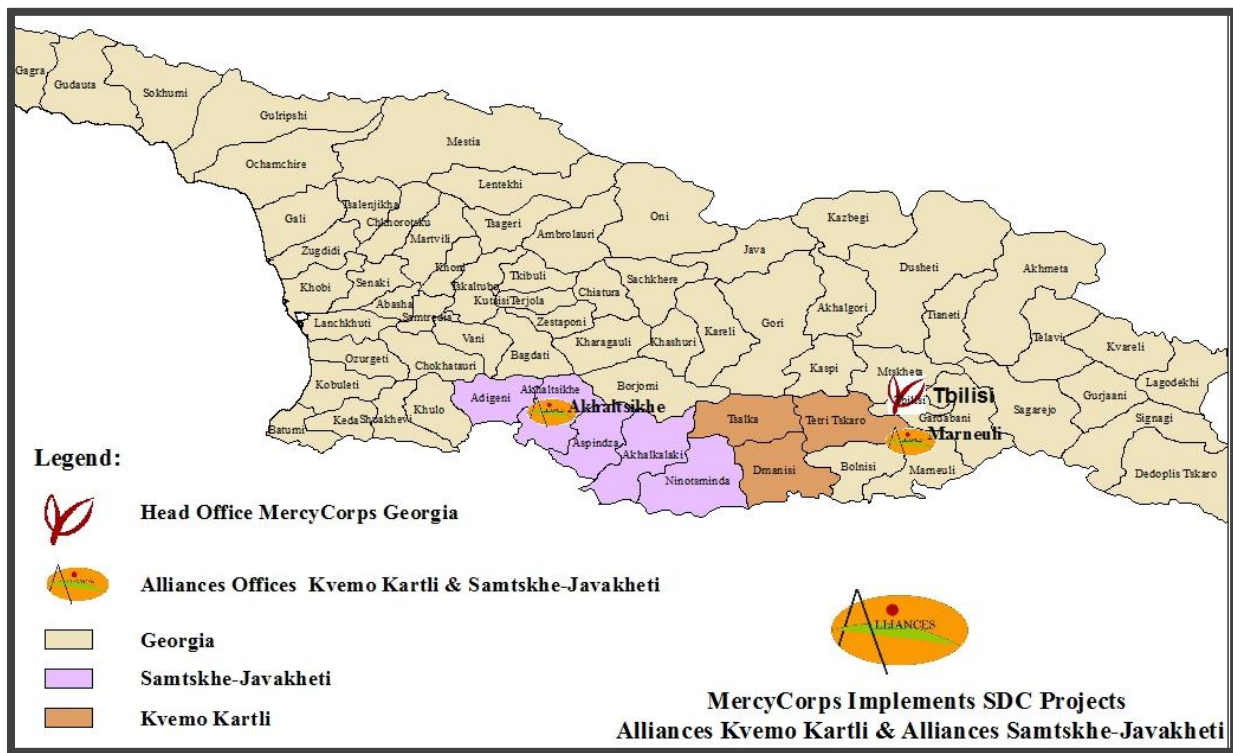 Gagra
Gudauta
Sokhumi
Gulripshi
Mestia
Ochamchire
Lentekhi
Tsalenjikha
Gali
Chkhorotsku
Tsageri
Oni
Kazbegi
Martvili
Ambrolauri
Java
Zugdidi
Dusheti
Akhmeta
Khoni
Tkibuli
Sachkhere
Senaki
Khobi
Tskaltubo
Chiatura
Akhalgori
Abasha
Kutaisi
Terjola
Gori
Tianeti
Lanchkhuti
Samtredia
Zestaponi
Kareli
Telavi
Vani
Kharagauli
Khashuri
Kvareli
Ozurgeti
Chokhatauri
Bagdati
Kaspi
Mtskheta
Lagodekhi
Kobuleti
Adigeni
Akhaltsikhe
Borjomi
Tbilisi
Tbilisi
Gurjaani
Akhaltsikhe
Khulo
Sagarejo
Batumi
Keda
Shuakhevi
Tsalka
Tetri Tskaro
Gardabani
Signagi
Marneuli
Aspindza
Akhalkalaki
Dmanisi
Bolnisi
Marneuli
Dedoplis Tskaro
Ninotsminda
Legend:
Head Office MercyCorps Georgia
Alliances Offices Kvemo Kartli & Samtskhe-Javakheti
Georgia
Samtskhe-Javakheti
Kvemo Kartli
LLIANCES
MercyCorps Implements SDC Projects
Alliances Kvemo Kartli & Alliances Samtskhe-Javakheti